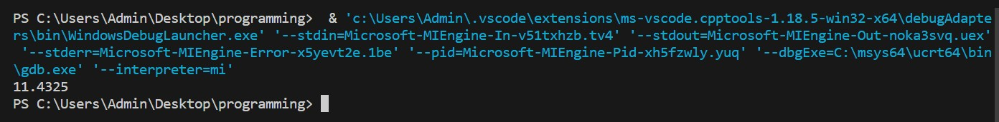 PS C:\Users\Admin\Desktop\programming>  & 'c:\Users\Admin\.vscode\extensions\ms-vscode.cpptools-1.18.5-win32-x64\debugAdapte
rs\bin\WindowsDebugLauncher.exe' '--stdin=Microsoft-MIEngine-In-v51txhzb.tv4' '--stdout=Microsoft-MIEngine-Out-noka3svq.uex'
 '--stderr=Microsoft-MIEngine-Error-x5yevt2e.1be' '--pid=Microsoft-MIEngine-Pid-xh5fzwly.yuq' '--dbgExe=C:\msys64\ucrt64\bin
\gdb.exe' '--interpreter=mi'
11.4325
PS C:\Users\Admin\Desktop\programming>